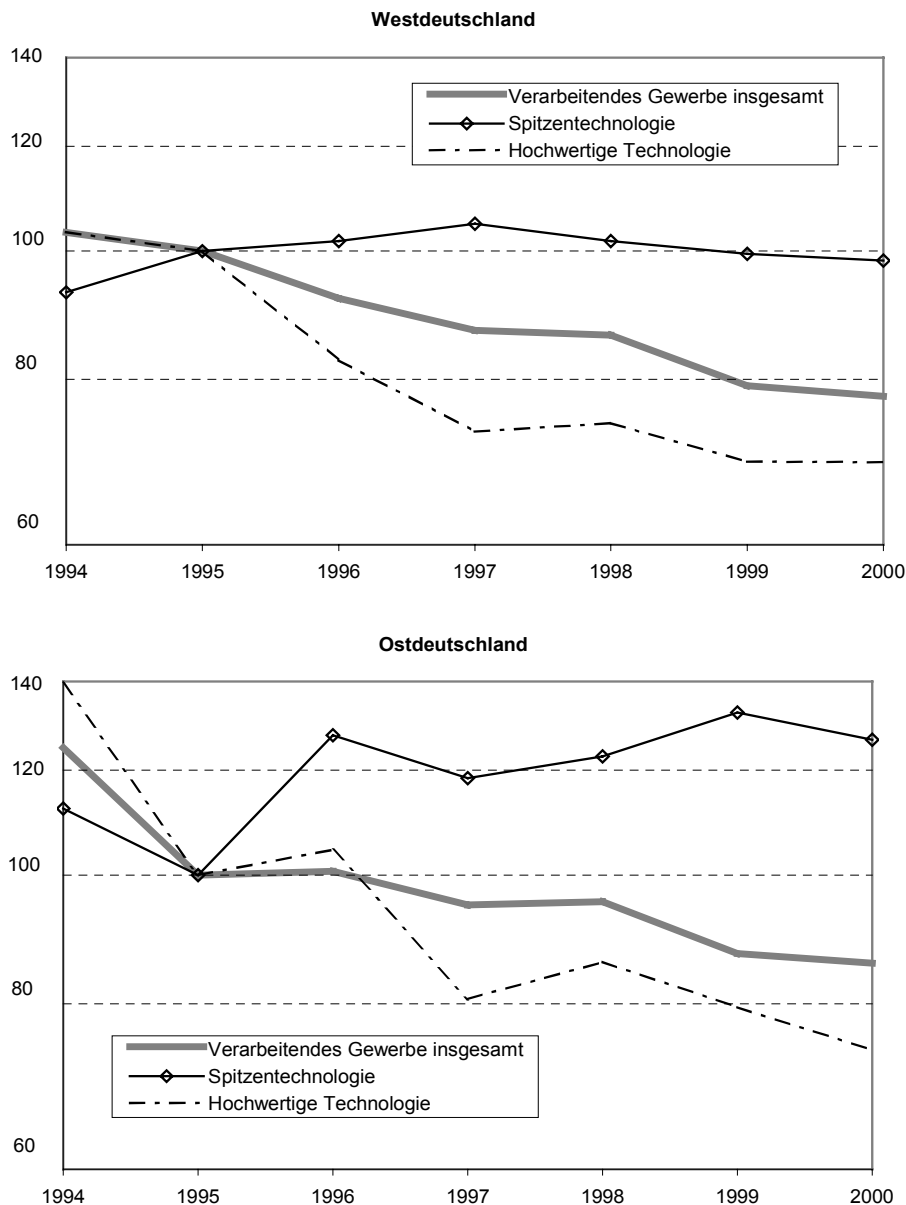 Westdeutschland
140
Verarbeitendes Gewerbe insgesamt
Spitzentechnologie
120
Hochwertige Technologie
100
80
60
1994 1995 1996 1997 1998 1999 2000
Ostdeutschland
140
120
100
80
Verarbeitendes Gewerbe insgesamt
Spitzentechnologie
Hochwertige Technologie
60
1994 1995 1996 1997 1998 1999 2000